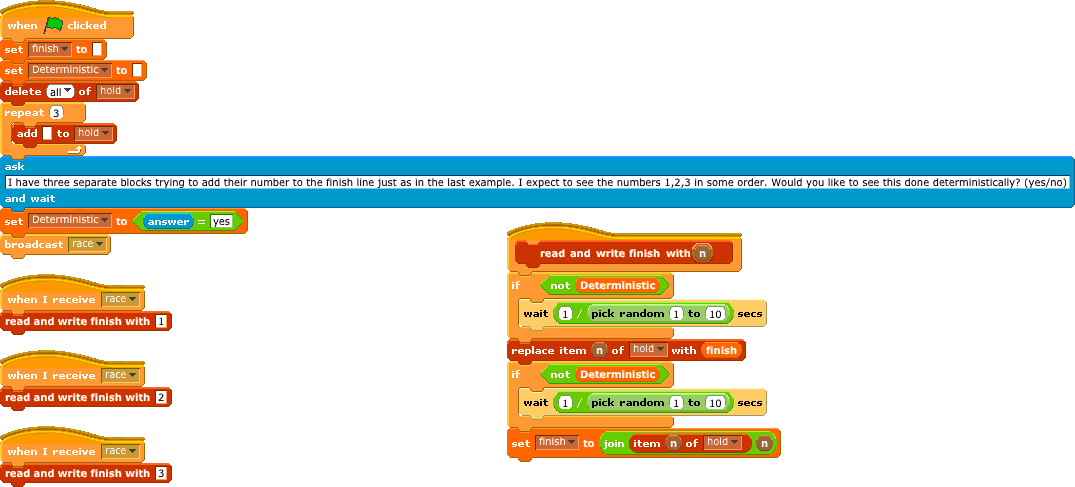 when clicked
set finish to
set Deterministic to
delete all of hold
repeat 3
add to hold
ask
I have three separate blocks trying to add their number to the finish line just as in the last example. I expect to see the numbers 1,2,3 in some order. Would you like to see this done deterministically? (yes/no)
and wait
set Deterministic to answer = yes
broadcast race
when I receive race
read and write finish with 1
when I receive race
read and write finish with 2
when I receive race
read and write finish with 3
read and write finish with n
if not Deterministic
wait 1 / pick random 1 to 10 secs
replace item n of hold with finish
if not Deterministic
wait 1 / pick random 1 to 10 secs
set finish to join item n of hold n